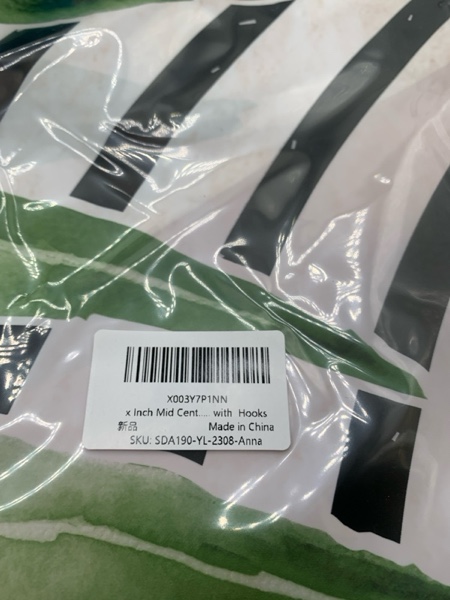 X003Y7P1NN
x Inch Mid Cent.... with Hooks
新品 Made in China
SKU: SDA190-YL-2308-Anna